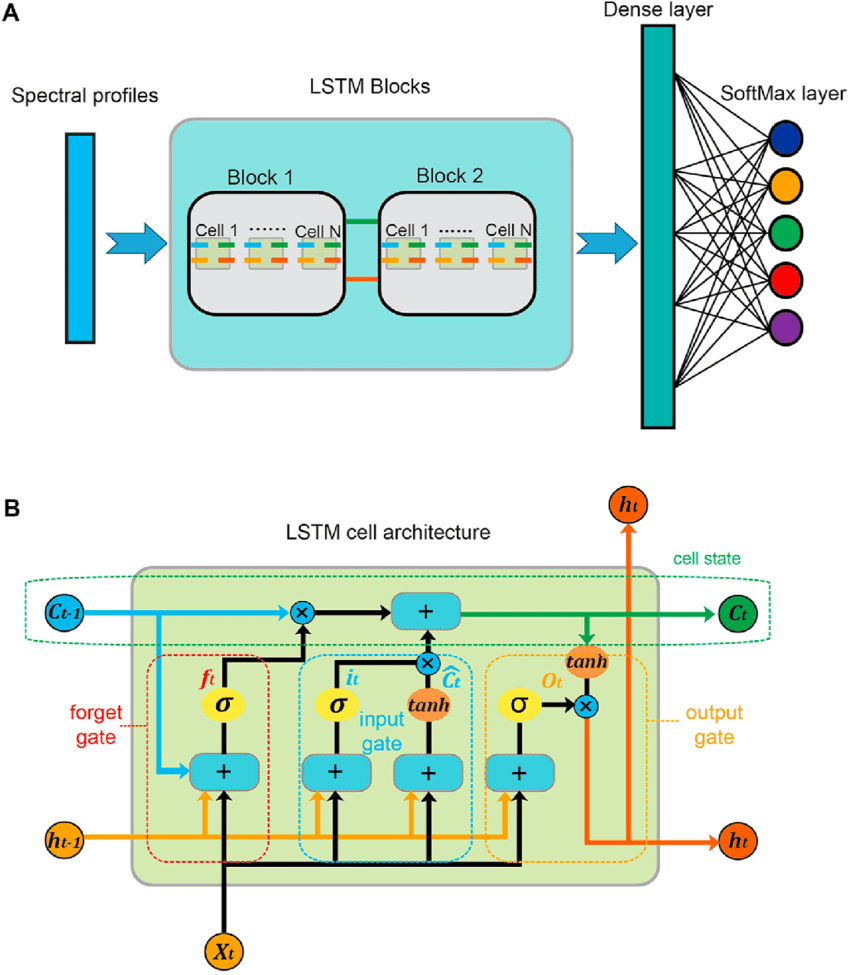 A
Dense layer
Spectral profiles
LSTM Blocks
SoftMax layer
Block 1
Block 2
Cell 1 ...... Cell N
Cell 1 ...... Cell N
B
LSTM cell architecture
ht
cell state
Ct-1
×
+
Ct
ft
it
Ĉt
Ot
tanh
σ
σ
tanh
σ
×
×
forget
gate
input
gate
output
gate
+
+
+
+
ht-1
ht
Xt